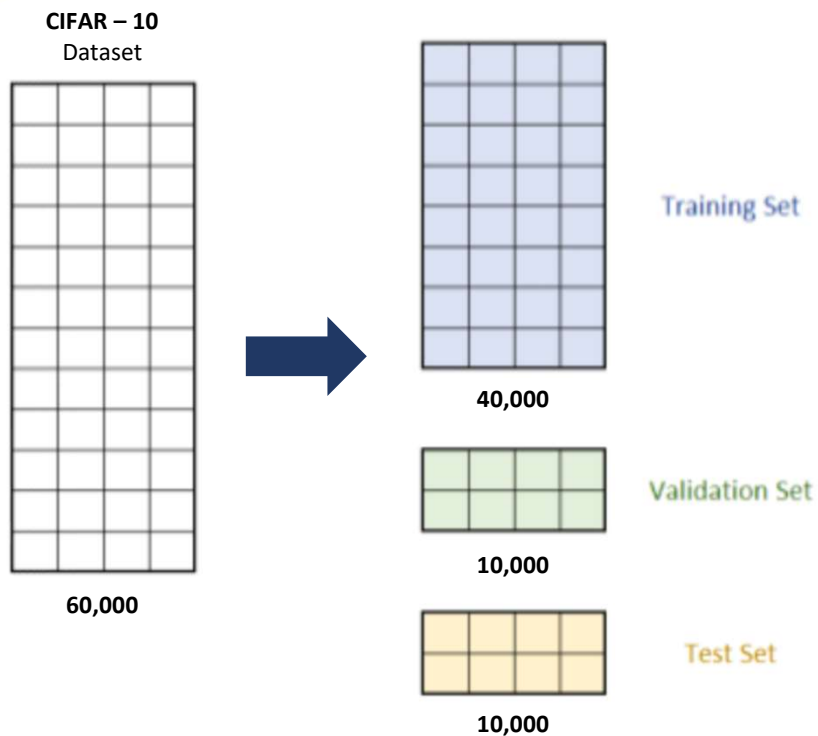 CIFAR – 10
Dataset
60,000
Training Set
40,000
Validation Set
10,000
Test Set
10,000